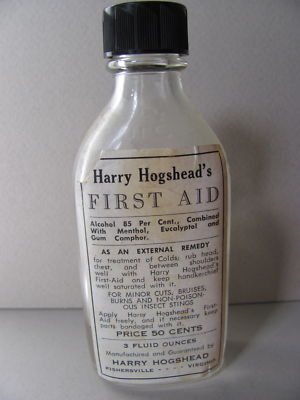 Harry Hogshead's
FIRST AID
Alcohol 85 Per Cent., Combined
With Menthol, Eucalyptol and
Gum Comphor.
AS AN EXTERNAL REMEDY
for treatment of Colds; rub head,
chest, and between shoulders
well with Harry Hogshead's
First-Aid and keep handkerchief
well saturated with it.
FOR MINOR CUTS, BRUISES,
BURNS AND NON-POISON-
OUS INSECT STINGS
Apply Harry Hogshead's First-
Aid freely, and if necessary keep
parts bandaged with it.
PRICE 50 CENTS
3 FLUID OUNCES
Manufactured and Guaranteed by
HARRY HOGSHEAD
FISHERSVILLE - - - - VIRGINIA